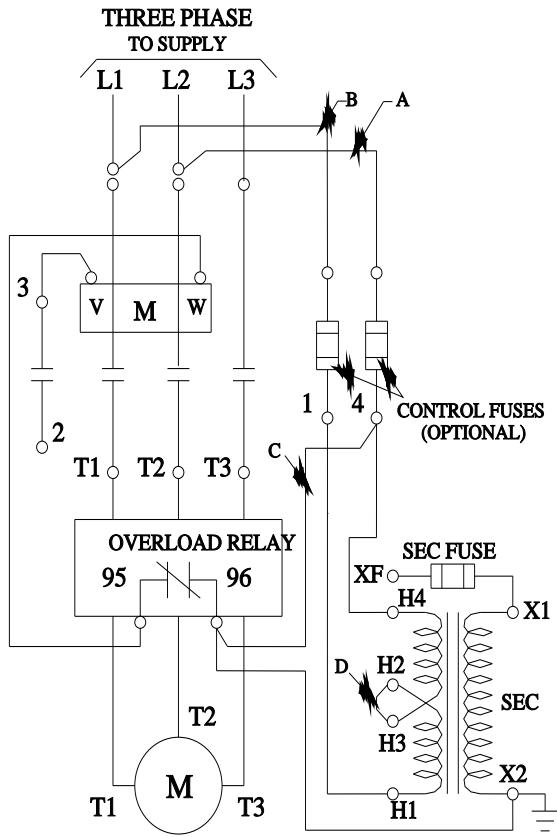 THREE PHASE
TO SUPPLY
L1 L2 L3
B A
3
V M W
1 4
CONTROL FUSES
(OPTIONAL)
2
C
T1 T2 T3
OVERLOAD RELAY
95 96
SEC FUSE
XF
H4 X1
D H2
SEC
H3
T2
X2
M
T1 T3
H1